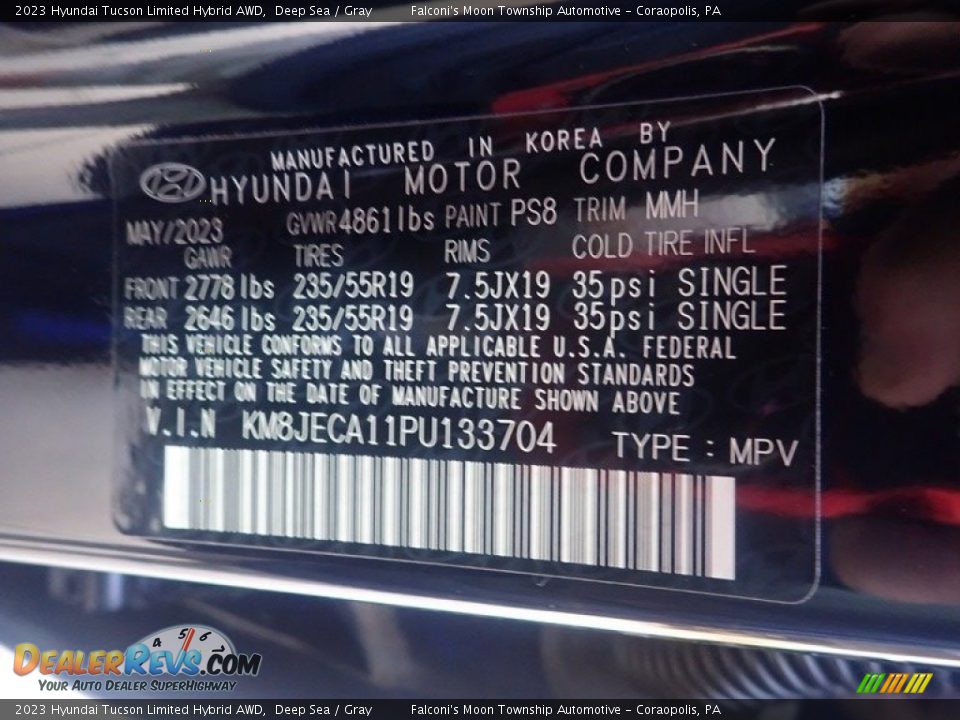 2023 Hyundai Tucson Limited Hybrid AWD, Deep Sea / Gray Falconi's Moon Township Automotive - Coraopolis, PA
MANUFACTURED IN KOREA BY
HYUNDAI MOTOR COMPANY
MAY/2023 GVWR 4861 lbs PAINT PS8 TRIM MMH
GAWR TIRES RIMS COLD TIRE INFL
FRONT 2778 lbs 235/55R19 7.5JX19 35psi SINGLE
REAR 2646 lbs 235/55R19 7.5JX19 35psi SINGLE
THIS VEHICLE CONFORMS TO ALL APPLICABLE U.S.A. FEDERAL
MOTOR VEHICLE SAFETY AND THEFT PREVENTION STANDARDS
IN EFFECT ON THE DATE OF MANUFACTURE SHOWN ABOVE
V.I.N KM8JECA11PU133704 TYPE : MPV
4 5 6
DEALERREVS.COM
YOUR AUTO DEALER SUPERHIGHWAY
2023 Hyundai Tucson Limited Hybrid AWD, Deep Sea / Gray Falconi's Moon Township Automotive - Coraopolis, PA